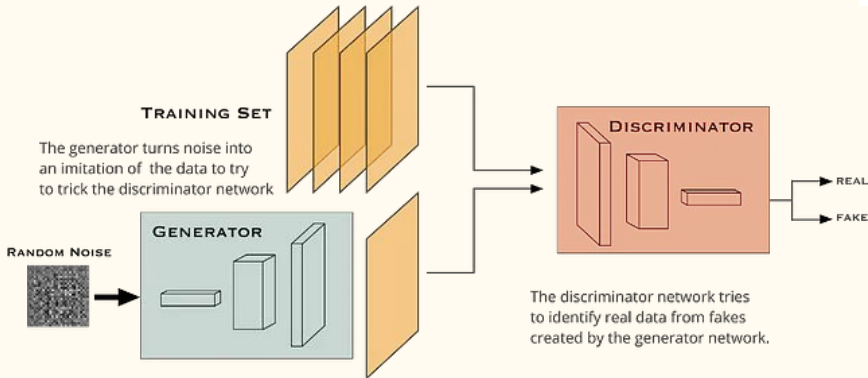 TRAINING SET
The generator turns noise into
an imitation of the data to try
to trick the discriminator network
GENERATOR
RANDOM NOISE
DISCRIMINATOR
REAL
FAKE
The discriminator network tries
to identify real data from fakes
created by the generator network.